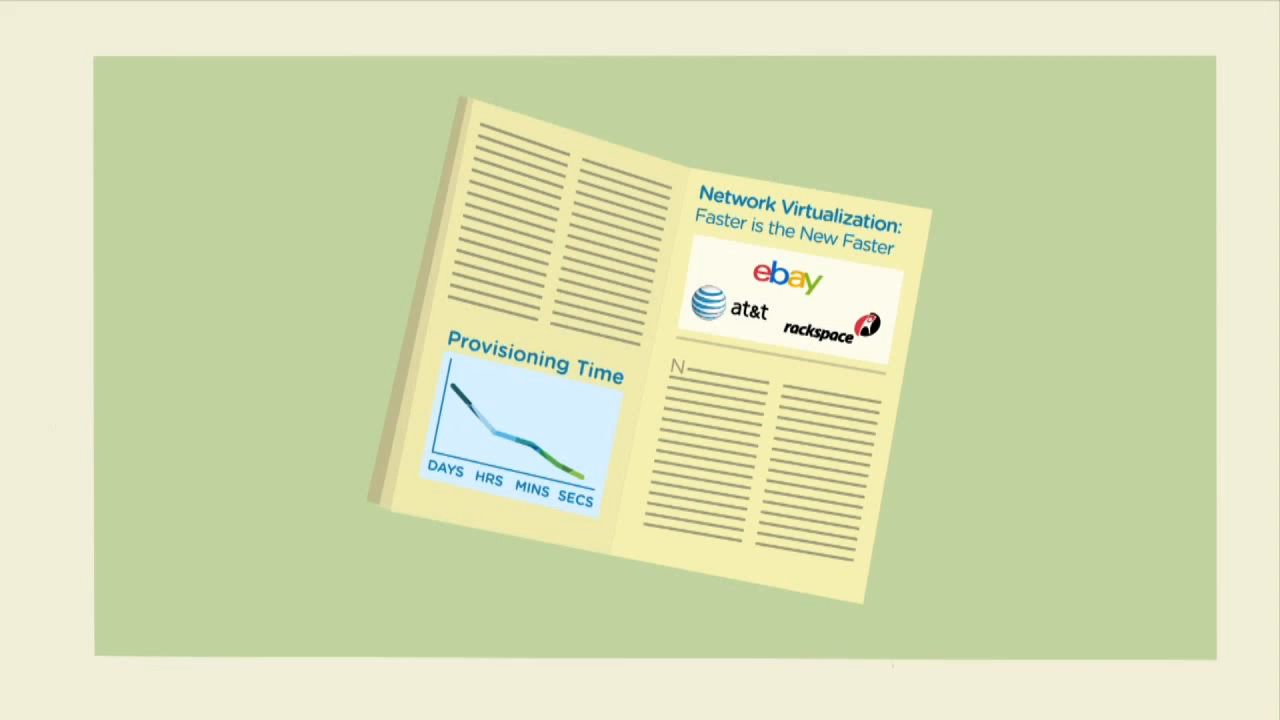 Provisioning Time
DAYS HRS MINS SECS
Network Virtualization:
Faster is the New Faster
ebay
at&t
rackspace
N